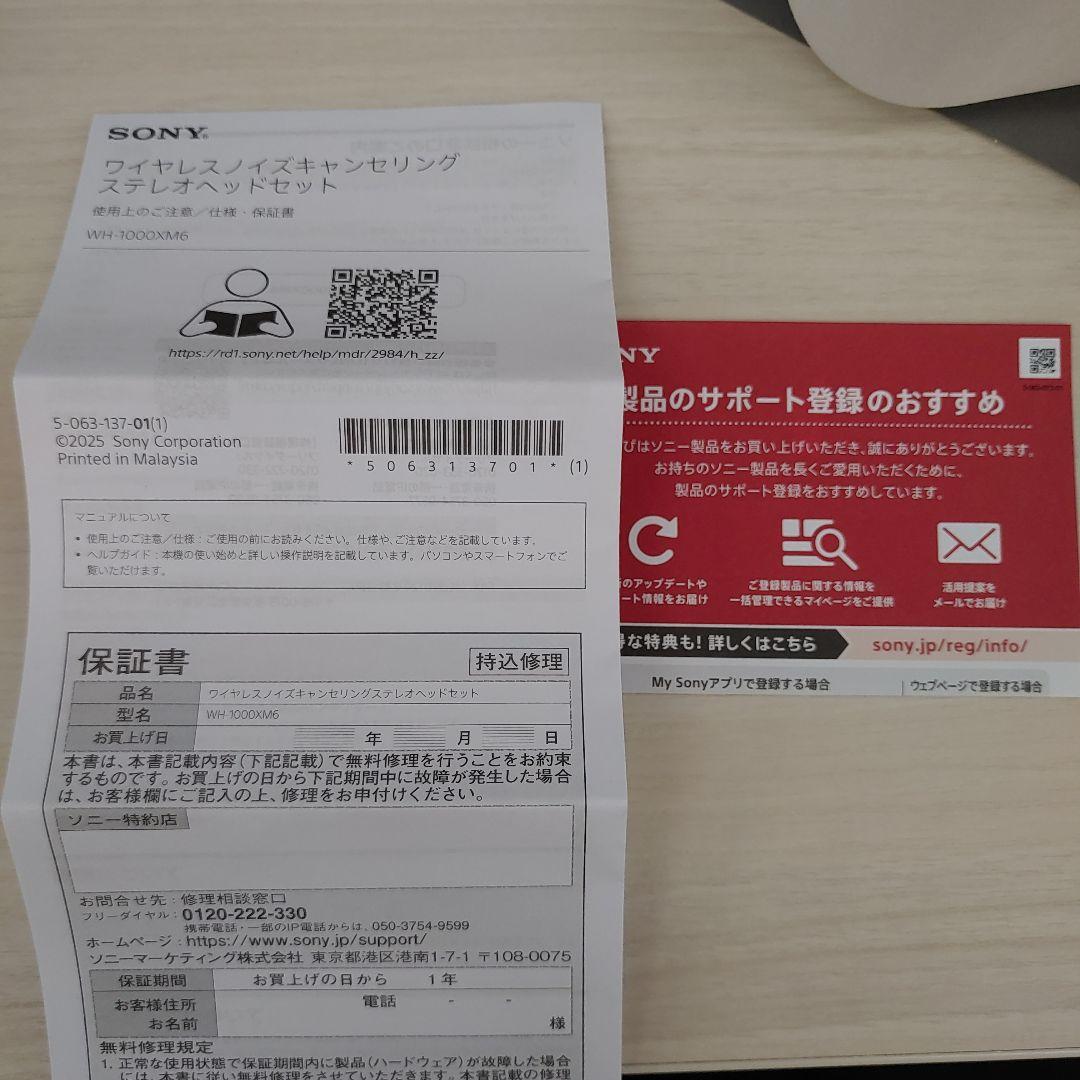 SONY
ワイヤレスノイズキャンセリング
ステレオヘッドセット
使用上のご注意／仕様・保証書
WH-1000XM6
https://rd1.sony.net/help/mdr/2984/h_zz/
5-063-137-01(1)
©2025 Sony Corporation
Printed in Malaysia
*506313701*(1)
マニュアルについて
• 使用上のご注意／仕様：ご使用の前にお読みください。仕様や、ご注意などを記載しています。
• ヘルプガイド：本機の使い始めと詳しい操作説明を記載しています。パソコンやスマートフォンでご
覧いただけます。
保証書
持込修理
品名 ワイヤレスノイズキャンセリングステレオヘッドセット
型名 WH-1000XM6
お買上げ日 年 月 日
本書は、本書記載内容（下記記載）で無料修理を行うことをお約束
するものです。お買上げの日から下記期間中に故障が発生した場合
は、お客様欄にご記入の上、修理をお申付けください。
ソニー特約店
お問合せ先：修理相談窓口
フリーダイヤル：0120-222-330
携帯電話・一部のIP電話からは、050-3754-9599
ホームページ：https://www.sony.jp/support/
ソニーマーケティング株式会社 東京都港区港南1-7-1 〒108-0075
保証期間 お買上げの日から 1年
お客様住所 電話 - -
お名前 様
無料修理規定
1. 正常な使用状態で保証期間内に製品（ハードウェア）が故障した場合
には、本書に従い無料修理をさせていただきます。本書記載の修理
NY
製品のサポート登録のおすすめ
びはソニー製品をお買い上げいただき、誠にありがとうございます。
お持ちのソニー製品を長くご愛用いただくために、
製品のサポート登録をおすすめしています。
のアップデートや
ート情報をお届け
ご登録製品に関する情報を
一括管理できるマイページをご提供
活用提案を
メールでお届け
得な特典も！詳しくはこちら
sony.jp/reg/info/
My Sonyアプリで登録する場合
ウェブページで登録する場合